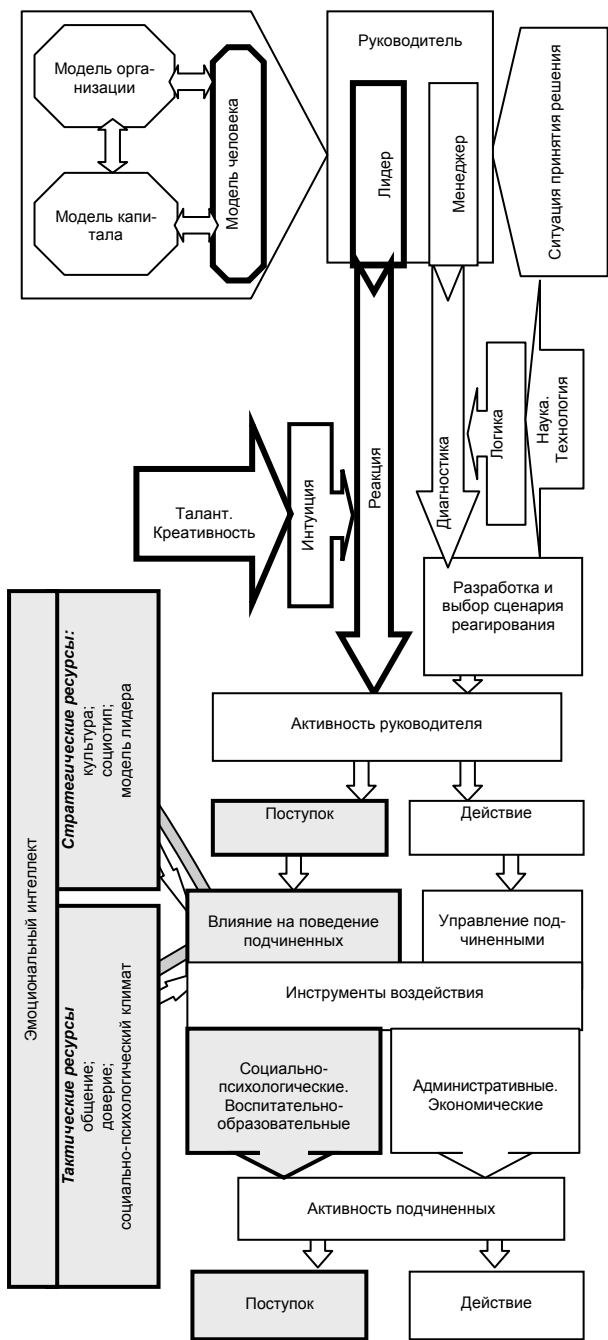 Модель орга-
низации
Модель капи-
тала
Модель человека
Руководитель
Лидер
Менеджер
Ситуация принятия решения
Талант.
Креативность
Интуиция
Реакция
Диагностика
Логика
Наука.
Технология
Разработка и
выбор сценария
реагирования
Активность руководителя
Поступок
Действие
Эмоциональный интеллект
Стратегические ресурсы:
культура;
социотип;
модель лидера
Тактические ресурсы
общение;
доверие;
социально-психологический климат
Влияние на поведение
подчиненных
Управление под-
чиненными
Инструменты воздействия
Социально-
психологические.
Воспитательно-
образовательные
Административные.
Экономические
Активность подчиненных
Поступок
Действие